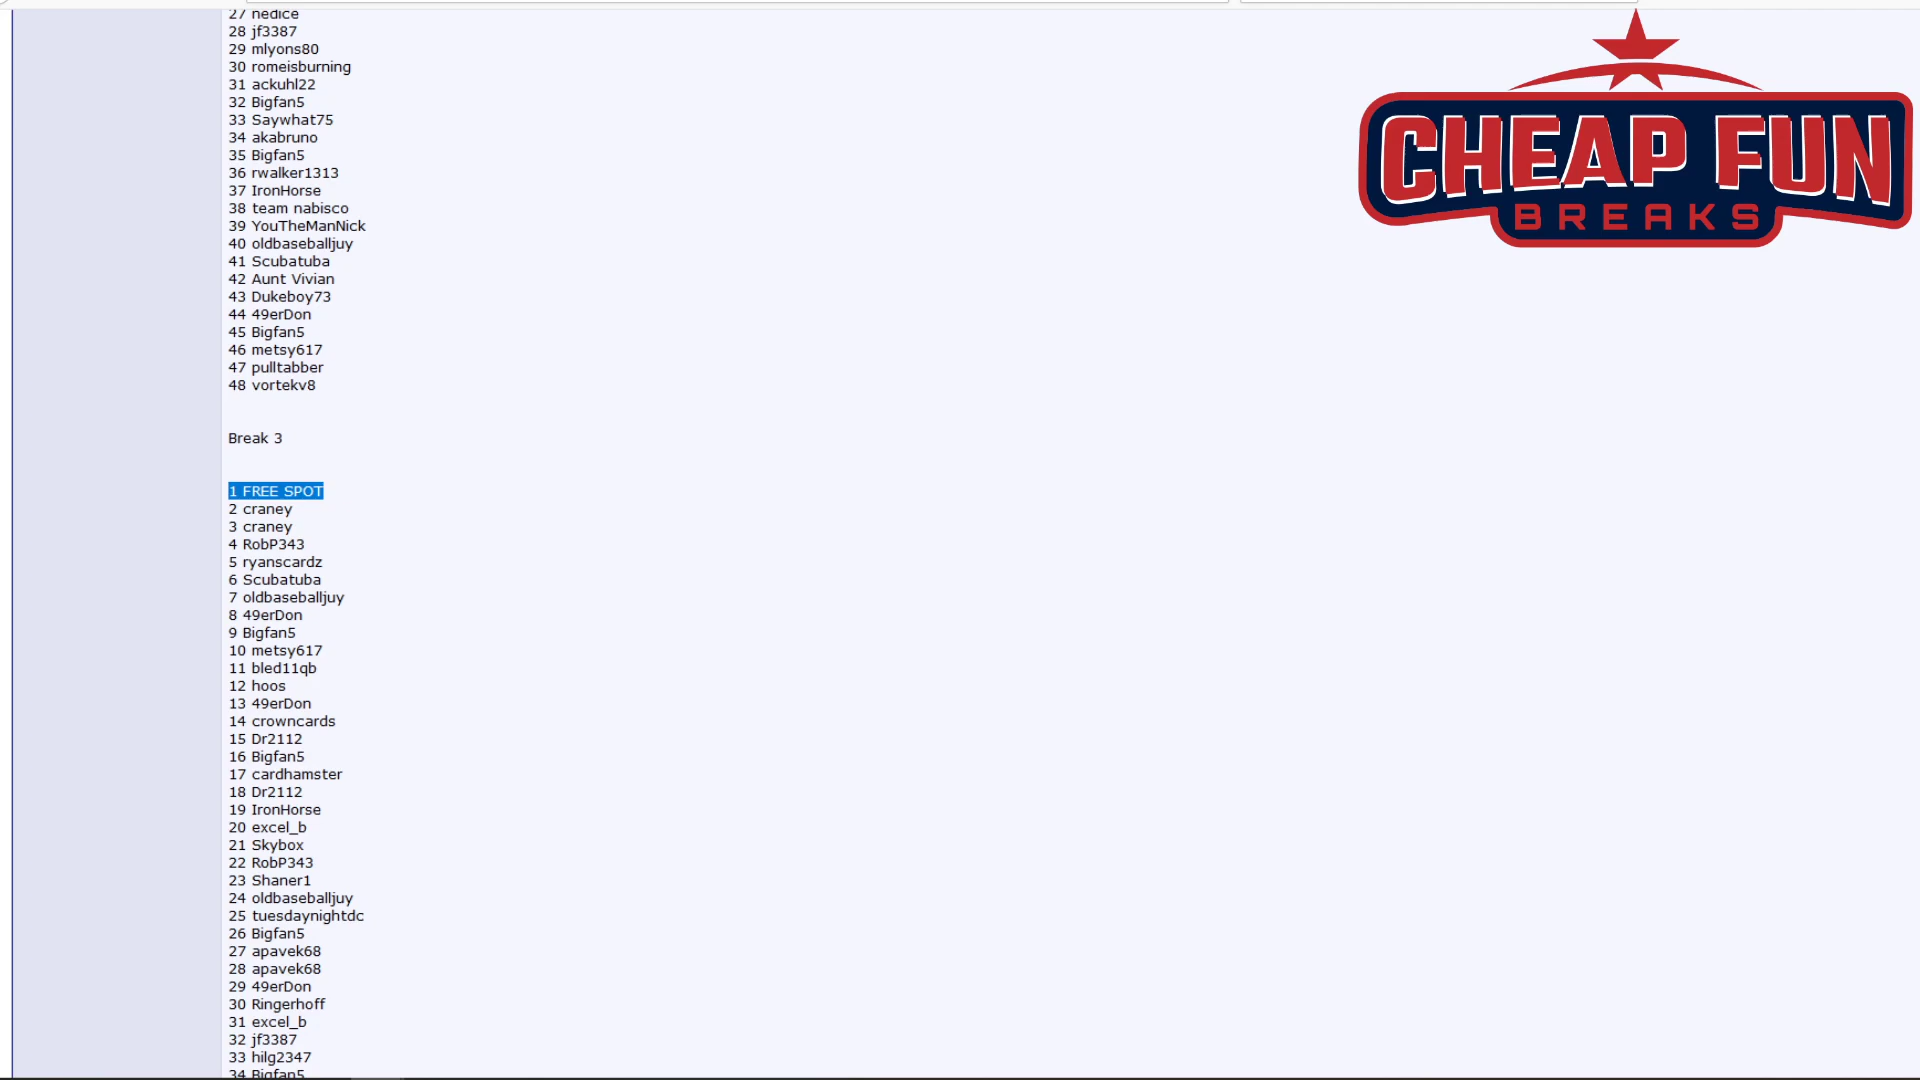 27 nedice
28 jf3387
29 mlyons80
30 romeisburning
31 ackuhl22
32 Bigfan5
33 Saywhat75
34 akabruno
35 Bigfan5
36 rwalker1313
37 IronHorse
38 team nabisco
39 YouTheManNick
40 oldbaseballjuy
41 Scubatuba
42 Aunt Vivian
43 Dukeboy73
44 49erDon
45 Bigfan5
46 metsy617
47 pulltabber
48 vortekv8
Break 3
1 FREE SPOT
2 craney
3 craney
4 RobP343
5 ryanscardz
6 Scubatuba
7 oldbaseballjuy
8 49erDon
9 Bigfan5
10 metsy617
11 bled11qb
12 hoos
13 49erDon
14 crowncards
15 Dr2112
16 Bigfan5
17 cardhamster
18 Dr2112
19 IronHorse
20 excel_b
21 Skybox
22 RobP343
23 Shaner1
24 oldbaseballjuy
25 tuesdaynightdc
26 Bigfan5
27 apavek68
28 apavek68
29 49erDon
30 Ringerhoff
31 excel_b
32 jf3387
33 hilg2347
34 Bigfan5
CHEAP FUN
BREAKS